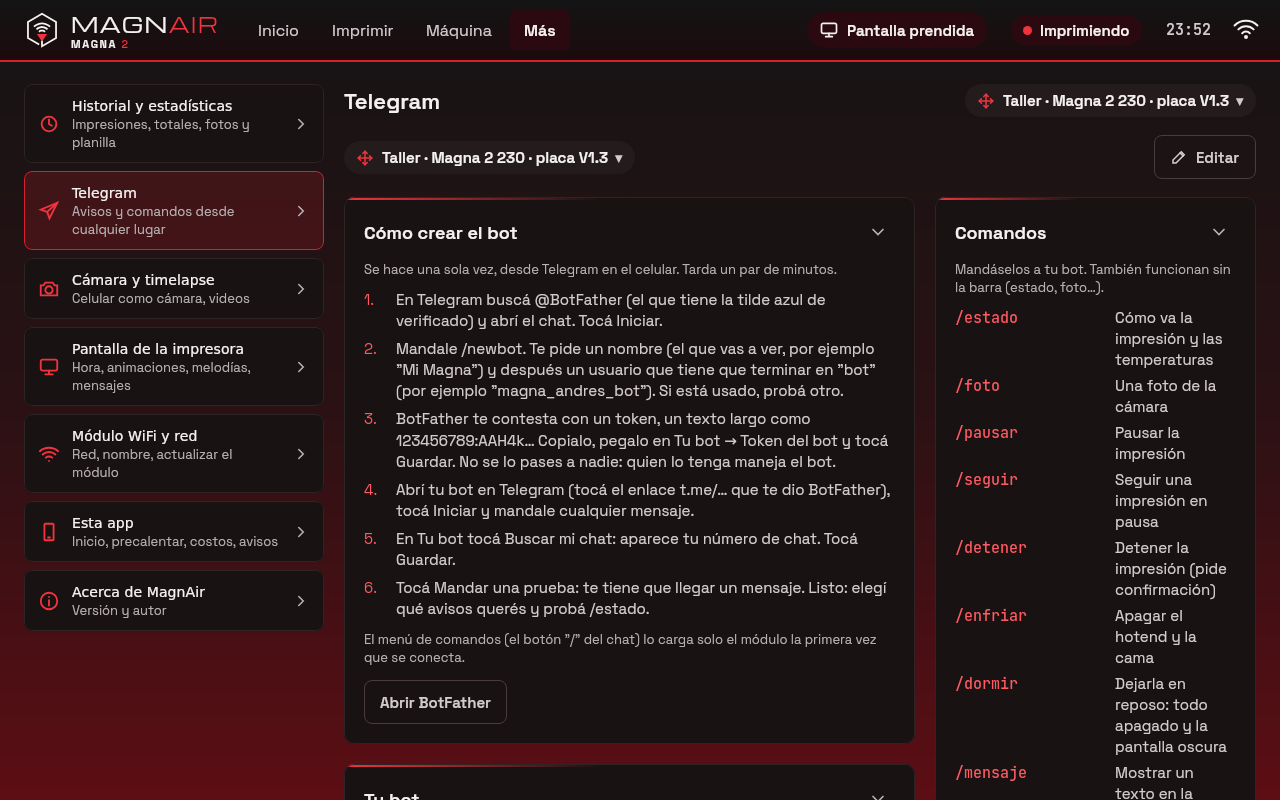 MAGNAIR
MAGNA 2
Inicio
Imprimir
Máquina
Más
Pantalla prendida
Imprimiendo
23:52
Historial y estadísticas
Impresiones, totales, fotos y
planilla
Telegram
Avisos y comandos desde
cualquier lugar
Cámara y timelapse
Celular como cámara, videos
Pantalla de la impresora
Hora, animaciones, melodías,
mensajes
Módulo WiFi y red
Red, nombre, actualizar el
módulo
Esta app
Inicio, precalentar, costos, avisos
Acerca de MagnAir
Versión y autor
Telegram
Taller · Magna 2 230 · placa V1.3 ▾
Taller · Magna 2 230 · placa V1.3 ▾
Editar
Cómo crear el bot
Se hace una sola vez, desde Telegram en el celular. Tarda un par de minutos.
1. En Telegram buscá @BotFather (el que tiene la tilde azul de
verificado) y abrí el chat. Tocá Iniciar.
2. Mandale /newbot. Te pide un nombre (el que vas a ver, por ejemplo
"Mi Magna") y después un usuario que tiene que terminar en "bot"
(por ejemplo "magna_andres_bot"). Si está usado, probá otro.
3. BotFather te contesta con un token, un texto largo como
123456789:AAH4k... Copialo, pegalo en Tu bot → Token del bot y tocá
Guardar. No se lo pases a nadie: quien lo tenga maneja el bot.
4. Abrí tu bot en Telegram (tocá el enlace t.me/... que te dio BotFather),
tocá Iniciar y mandale cualquier mensaje.
5. En Tu bot tocá Buscar mi chat: aparece tu número de chat. Tocá
Guardar.
6. Tocá Mandar una prueba: te tiene que llegar un mensaje. Listo: elegí
qué avisos querés y probá /estado.
El menú de comandos (el botón "/" del chat) lo carga solo el módulo la primera vez
que se conecta.
Abrir BotFather
Tu bot
Comandos
Mandáselos a tu bot. También funcionan sin
la barra (estado, foto...).
/estado Cómo va la
impresión y las
temperaturas
/foto Una foto de la
cámara
/pausar Pausar la
impresión
/seguir Seguir una
impresión en
pausa
/detener Detener la
impresión (pide
confirmación)
/enfriar Apagar el
hotend y la
cama
/dormir Dejarla en
reposo: todo
apagado y la
pantalla oscura
/mensaje Mostrar un
texto en la